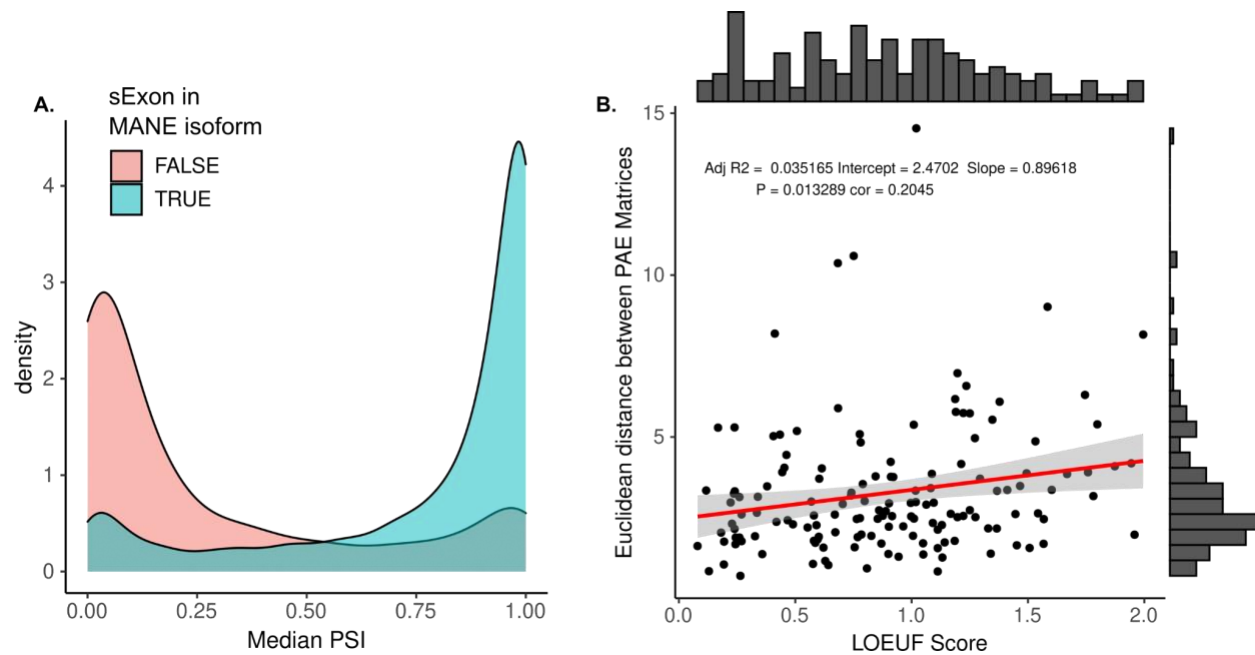 A.
sExon in
MANE isoform
FALSE
TRUE
density
4
3
2
1
0
0.00 0.25 0.50 0.75 1.00
Median PSI
B.
Euclidean distance between PAE Matrices
15
10
5
Adj R2 = 0.035165 Intercept = 2.4702 Slope = 0.89618
P = 0.013289 cor = 0.2045
0.0 0.5 1.0 1.5 2.0
LOEUF Score